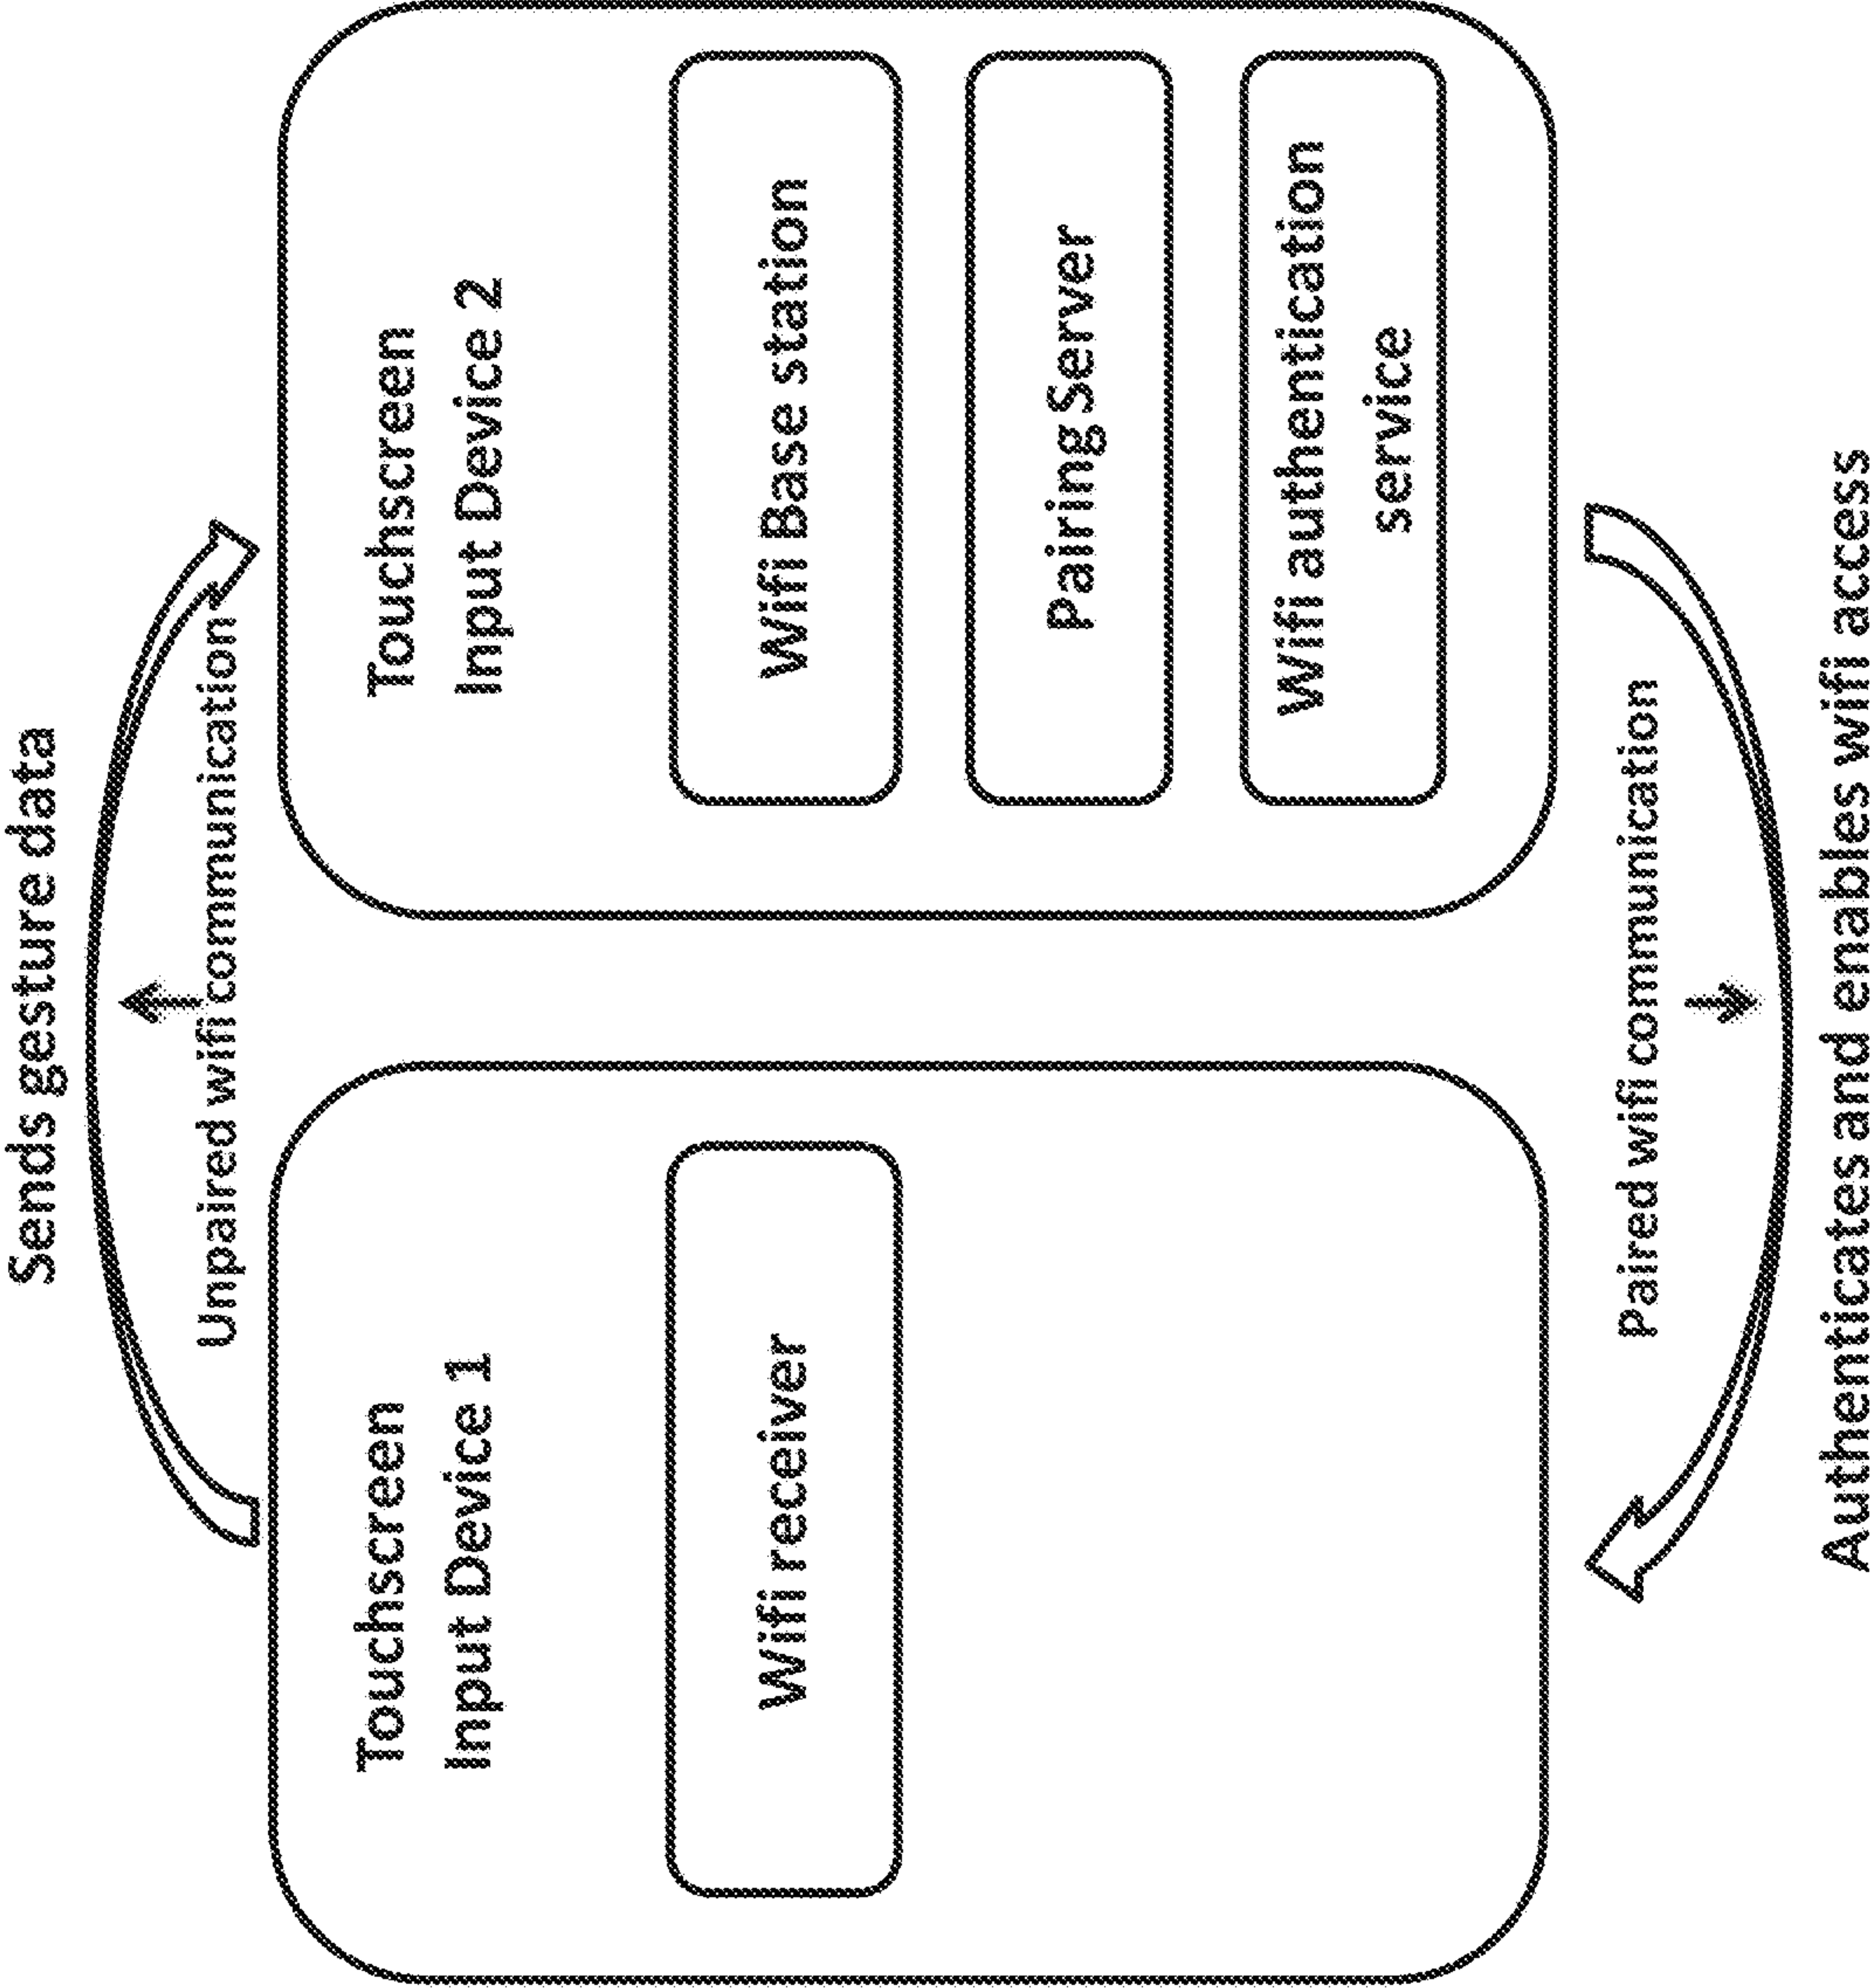 Sends gesture data
Unpaired wifi communication
Touchscreen
Input Device 1
Wifi receiver
Touchscreen
Input Device 2
Wifi Base station
Pairing Server
Wifi authentication
service
Paired wifi communication
Authenticates and enables wifi access